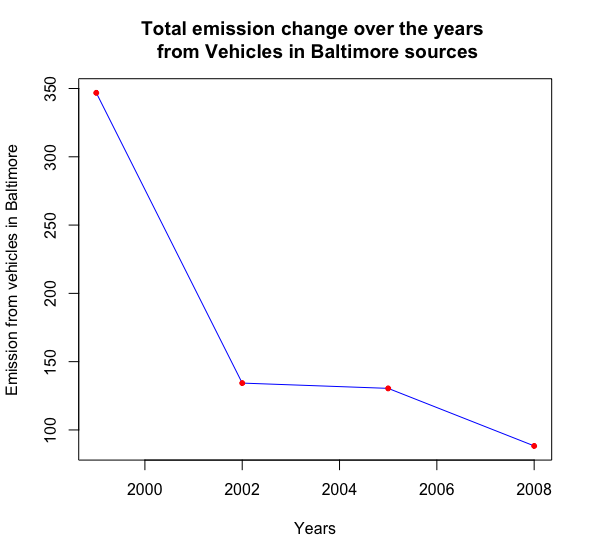 Total emission change over the years
from Vehicles in Baltimore sources
Emission from vehicles in Baltimore
350
300
250
200
150
100
2000 2002 2004 2006 2008
Years